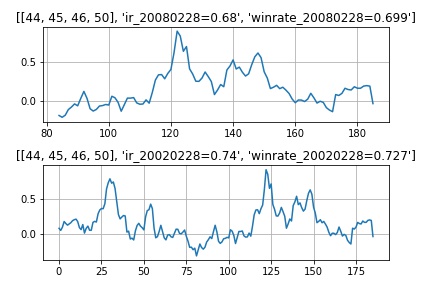 [[44, 45, 46, 50], 'ir_20080228=0.68', 'winrate_20080228=0.699']
0.5
0.0
80 100 120 140 160 180
[[44, 45, 46, 50], 'ir_20020228=0.74', 'winrate_20020228=0.727']
0.5
0.0
0 25 50 75 100 125 150 175